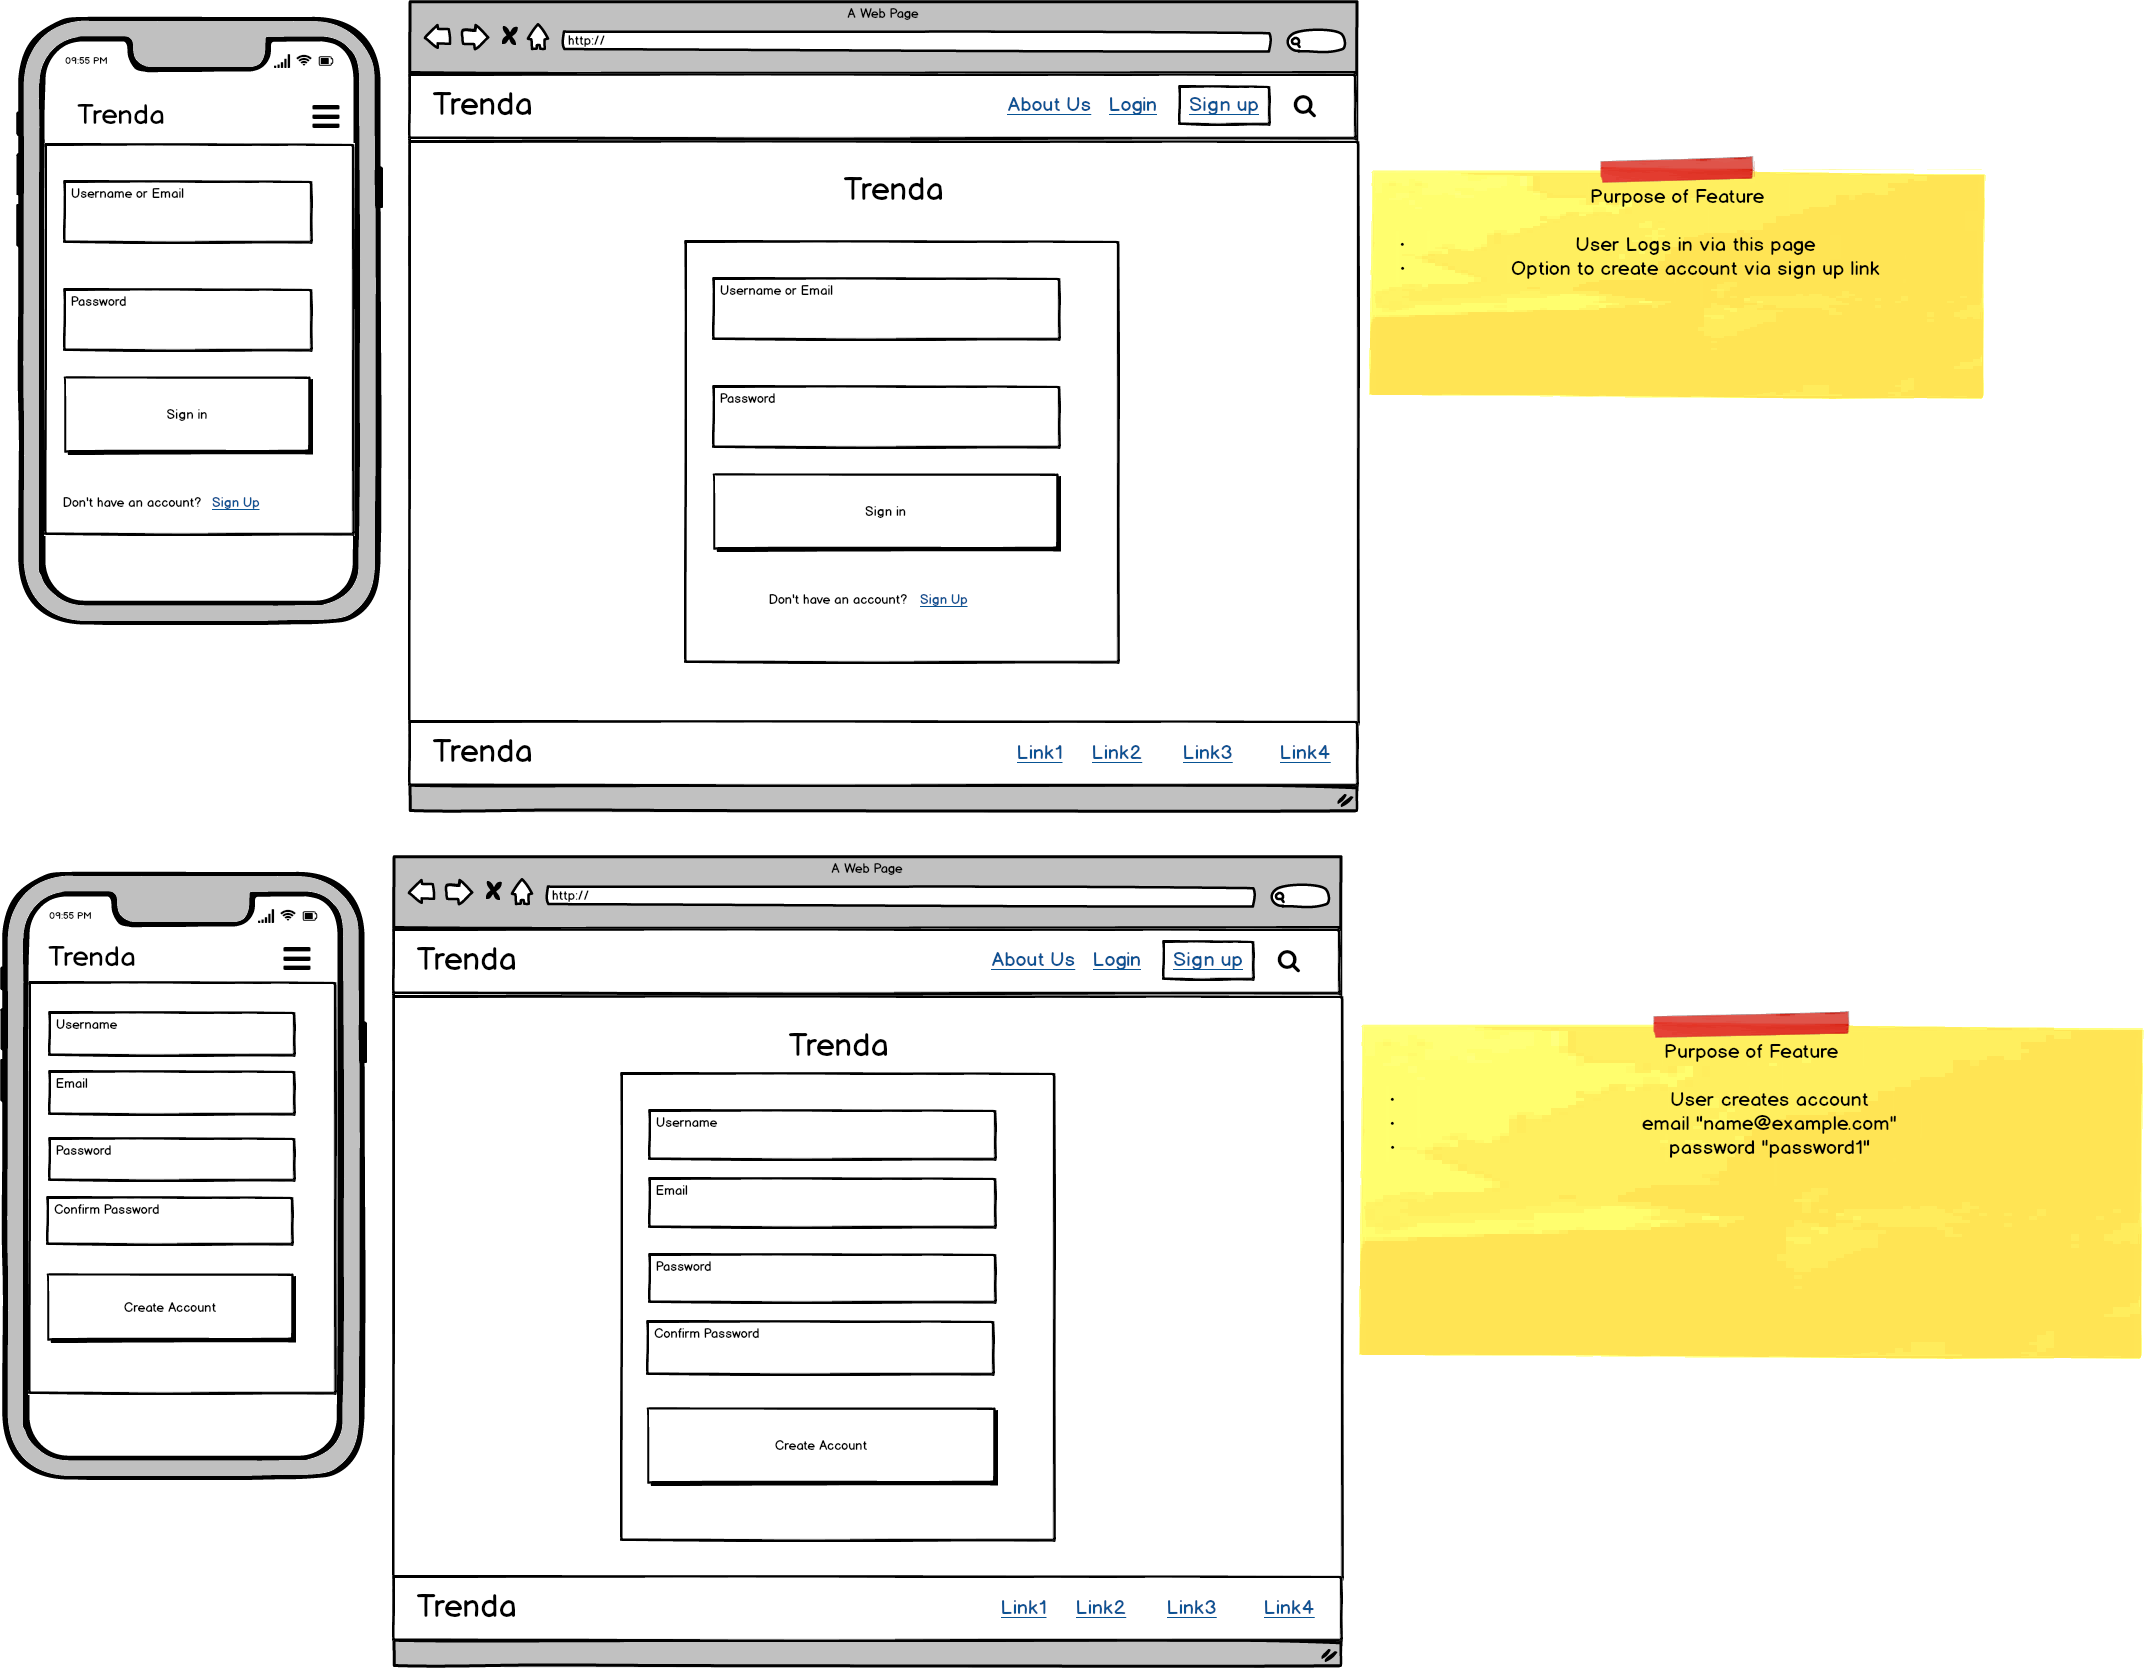 09:55 PM
Trenda
Username or Email
Password
Sign in
Don't have an account? Sign Up
A Web Page
http://
Trenda
About Us Login Sign up
Trenda
Username or Email
Password
Sign in
Don't have an account? Sign Up
Trenda
Link1 Link2 Link3 Link4
Purpose of Feature
· User Logs in via this page
· Option to create account via sign up link
09:55 PM
Trenda
Username
Email
Password
Confirm Password
Create Account
A Web Page
http://
Trenda
About Us Login Sign up
Trenda
Username
Email
Password
Confirm Password
Create Account
Trenda
Link1 Link2 Link3 Link4
Purpose of Feature
· User creates account
· email "name@example.com"
· password "password1"